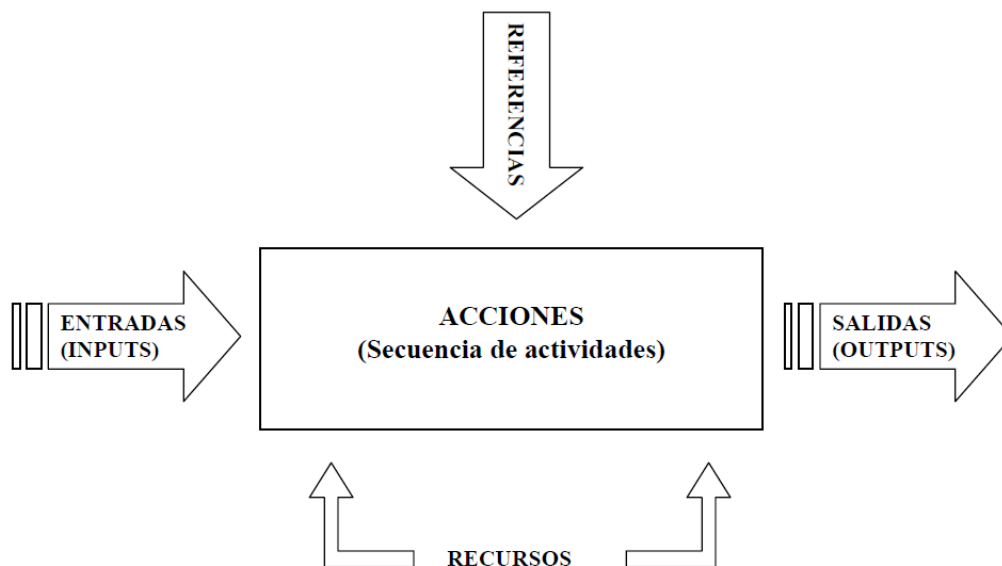 REFERENCIAS
ENTRADAS
(INPUTS)
ACCIONES
(Secuencia de actividades)
SALIDAS
(OUTPUTS)
RECURSOS